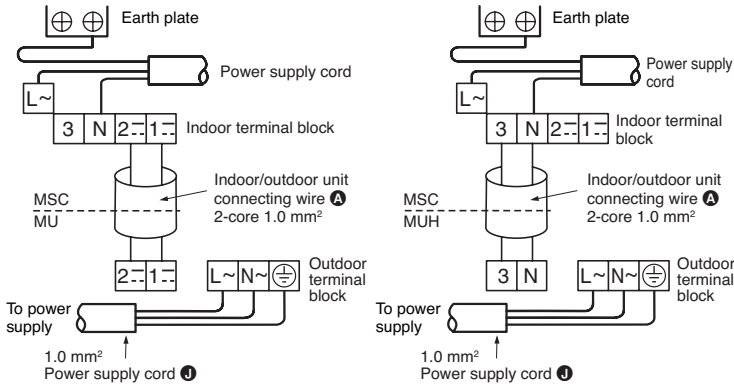 Earth plate
Power supply cord
L~
3 N 2⎓ 1⎓
Indoor terminal block
Indoor/outdoor unit
connecting wire A
2-core 1.0 mm²
MSC
MU
2⎓ 1⎓
L~ N~
Outdoor
terminal
block
To power
supply
1.0 mm²
Power supply cord J
Earth plate
Power supply
cord
L~
3 N 2⎓ 1⎓
Indoor terminal
block
Indoor/outdoor unit
connecting wire A
2-core 1.0 mm²
MSC
MUH
3 N
L~ N~
Outdoor
terminal
block
To power
supply
1.0 mm²
Power supply cord J